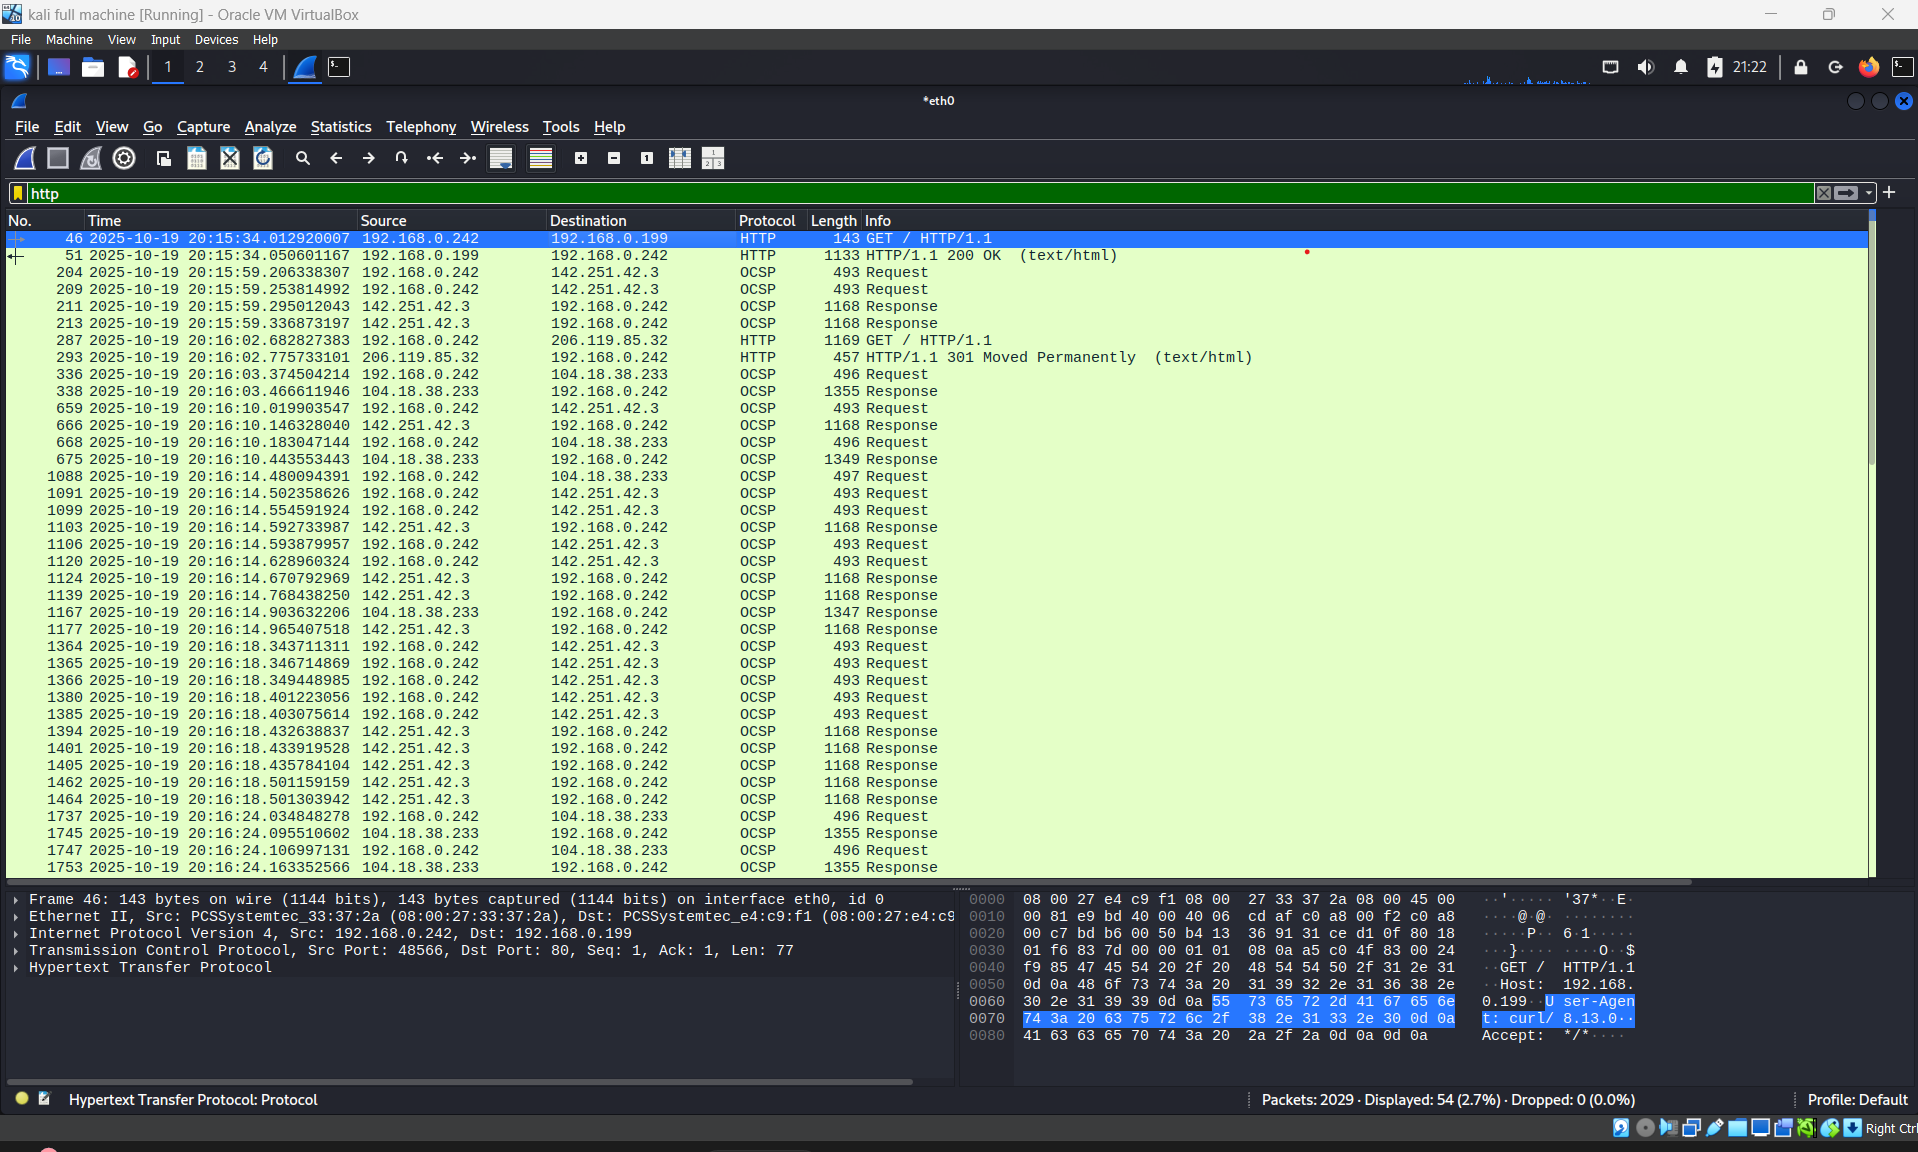 kali full machine [Running] - Oracle VM VirtualBox
File Machine View Input Devices Help
1 2 3 4 21:22
*eth0
File Edit View Go Capture Analyze Statistics Telephony Wireless Tools Help
http
No. Time Source Destination Protocol Length Info
46 2025-10-19 20:15:34.012920007 192.168.0.242 192.168.0.199 HTTP 143 GET / HTTP/1.1
51 2025-10-19 20:15:34.050601167 192.168.0.199 192.168.0.242 HTTP 1133 HTTP/1.1 200 OK (text/html)
204 2025-10-19 20:15:59.206338307 192.168.0.242 142.251.42.3 OCSP 493 Request
209 2025-10-19 20:15:59.253814992 192.168.0.242 142.251.42.3 OCSP 493 Request
211 2025-10-19 20:15:59.295012043 142.251.42.3 192.168.0.242 OCSP 1168 Response
213 2025-10-19 20:15:59.336873197 142.251.42.3 192.168.0.242 OCSP 1168 Response
287 2025-10-19 20:16:02.682827383 192.168.0.242 206.119.85.32 HTTP 1169 GET / HTTP/1.1
293 2025-10-19 20:16:02.775733101 206.119.85.32 192.168.0.242 HTTP 457 HTTP/1.1 301 Moved Permanently (text/html)
336 2025-10-19 20:16:03.374504214 192.168.0.242 104.18.38.233 OCSP 496 Request
338 2025-10-19 20:16:03.466611946 104.18.38.233 192.168.0.242 OCSP 1355 Response
659 2025-10-19 20:16:10.019903547 192.168.0.242 142.251.42.3 OCSP 493 Request
666 2025-10-19 20:16:10.146328040 142.251.42.3 192.168.0.242 OCSP 1168 Response
668 2025-10-19 20:16:10.183047144 192.168.0.242 104.18.38.233 OCSP 496 Request
675 2025-10-19 20:16:10.443553443 104.18.38.233 192.168.0.242 OCSP 1349 Response
1088 2025-10-19 20:16:14.480094391 192.168.0.242 104.18.38.233 OCSP 497 Request
1091 2025-10-19 20:16:14.502358626 192.168.0.242 142.251.42.3 OCSP 493 Request
1099 2025-10-19 20:16:14.554591924 192.168.0.242 142.251.42.3 OCSP 493 Request
1103 2025-10-19 20:16:14.592733987 142.251.42.3 192.168.0.242 OCSP 1168 Response
1106 2025-10-19 20:16:14.593879957 192.168.0.242 142.251.42.3 OCSP 493 Request
1120 2025-10-19 20:16:14.628960324 192.168.0.242 142.251.42.3 OCSP 493 Request
1124 2025-10-19 20:16:14.670792969 142.251.42.3 192.168.0.242 OCSP 1168 Response
1139 2025-10-19 20:16:14.768438250 142.251.42.3 192.168.0.242 OCSP 1168 Response
1167 2025-10-19 20:16:14.903632206 104.18.38.233 192.168.0.242 OCSP 1347 Response
1177 2025-10-19 20:16:14.965407518 142.251.42.3 192.168.0.242 OCSP 1168 Response
1364 2025-10-19 20:16:18.343711311 192.168.0.242 142.251.42.3 OCSP 493 Request
1365 2025-10-19 20:16:18.346714869 192.168.0.242 142.251.42.3 OCSP 493 Request
1366 2025-10-19 20:16:18.349448985 192.168.0.242 142.251.42.3 OCSP 493 Request
1380 2025-10-19 20:16:18.401223056 192.168.0.242 142.251.42.3 OCSP 493 Request
1385 2025-10-19 20:16:18.403075614 192.168.0.242 142.251.42.3 OCSP 493 Request
1394 2025-10-19 20:16:18.432638837 142.251.42.3 192.168.0.242 OCSP 1168 Response
1401 2025-10-19 20:16:18.433919528 142.251.42.3 192.168.0.242 OCSP 1168 Response
1405 2025-10-19 20:16:18.435784104 142.251.42.3 192.168.0.242 OCSP 1168 Response
1462 2025-10-19 20:16:18.501159159 142.251.42.3 192.168.0.242 OCSP 1168 Response
1464 2025-10-19 20:16:18.501303942 142.251.42.3 192.168.0.242 OCSP 1168 Response
1737 2025-10-19 20:16:24.034848278 192.168.0.242 104.18.38.233 OCSP 496 Request
1745 2025-10-19 20:16:24.095510602 104.18.38.233 192.168.0.242 OCSP 1355 Response
1747 2025-10-19 20:16:24.106997131 192.168.0.242 104.18.38.233 OCSP 496 Request
1753 2025-10-19 20:16:24.163352566 104.18.38.233 192.168.0.242 OCSP 1355 Response
Frame 46: 143 bytes on wire (1144 bits), 143 bytes captured (1144 bits) on interface eth0, id 0
Ethernet II, Src: PCSSystemtec_33:37:2a (08:00:27:33:37:2a), Dst: PCSSystemtec_e4:c9:f1 (08:00:27:e4:c9
Internet Protocol Version 4, Src: 192.168.0.242, Dst: 192.168.0.199
Transmission Control Protocol, Src Port: 48566, Dst Port: 80, Seq: 1, Ack: 1, Len: 77
Hypertext Transfer Protocol
0000 08 00 27 e4 c9 f1 08 00 27 33 37 2a 08 00 45 00 ··'····· '37*··E·
0010 00 81 e9 bd 40 00 40 06 cd af c0 a8 00 f2 c0 a8 ····@·@· ········
0020 00 c7 bd b6 00 50 b4 13 36 91 31 ce d1 0f 80 18 ·····P·· 6·1·····
0030 01 f6 83 7d 00 00 01 01 08 0a a5 c0 4f 83 00 24 ···}···· ····O··$
0040 f9 85 47 45 54 20 2f 20 48 54 54 50 2f 31 2e 31 ··GET / HTTP/1.1
0050 0d 0a 48 6f 73 74 3a 20 31 39 32 2e 31 36 38 2e ··Host: 192.168.
0060 30 2e 31 39 39 0d 0a 55 73 65 72 2d 41 67 65 6e 0.199··U ser-Agen
0070 74 3a 20 63 75 72 6c 2f 38 2e 31 33 2e 30 0d 0a t: curl/ 8.13.0··
0080 41 63 63 65 70 74 3a 20 2a 2f 2a 0d 0a 0d 0a Accept: */*····
Hypertext Transfer Protocol: Protocol
Packets: 2029 · Displayed: 54 (2.7%) · Dropped: 0 (0.0%)
Profile: Default
Right Ctrl